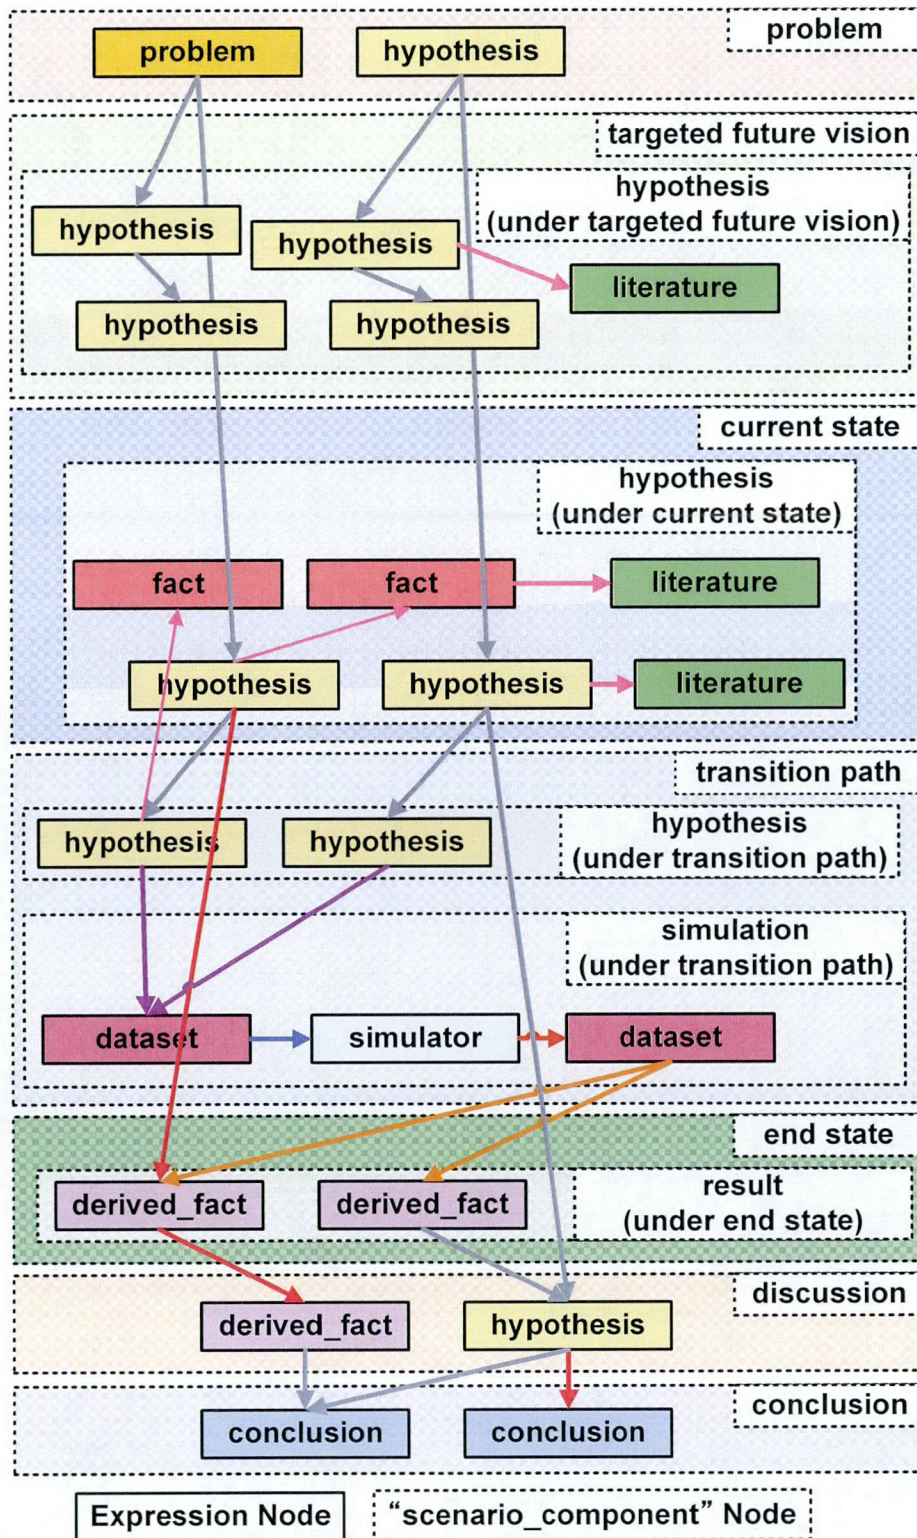 problem
problem
hypothesis
targeted future vision
hypothesis
(under targeted future vision)
hypothesis
hypothesis
literature
hypothesis
hypothesis
current state
hypothesis
(under current state)
fact
fact
literature
hypothesis
hypothesis
literature
transition path
hypothesis
(under transition path)
hypothesis
hypothesis
simulation
(under transition path)
dataset
simulator
dataset
end state
result
(under end state)
derived_fact
derived_fact
discussion
derived_fact
hypothesis
conclusion
conclusion
conclusion
Expression Node
“scenario_component” Node